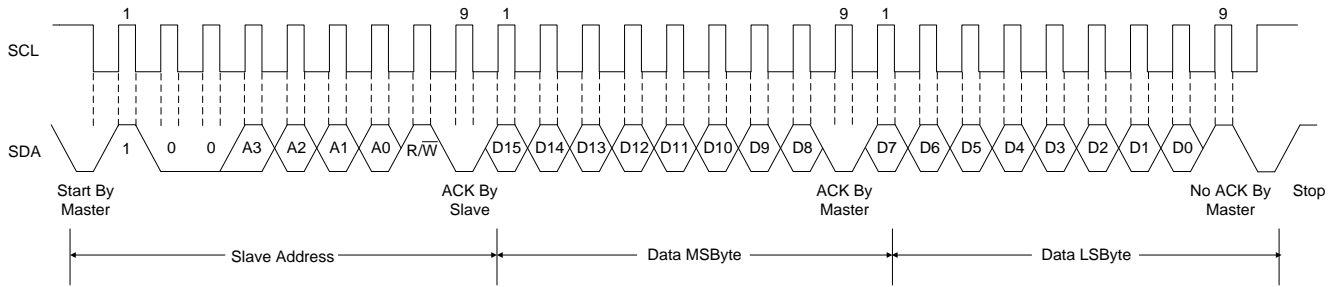 1 9 1 9 1 9
SCL
SDA 1 0 0 A3 A2 A1 A0 R/W̅ D15 D14 D13 D12 D11 D10 D9 D8 D7 D6 D5 D4 D3 D2 D1 D0
Start By
Master
ACK By
Slave
ACK By
Master
No ACK By
Master
Stop
Slave Address
Data MSByte
Data LSByte